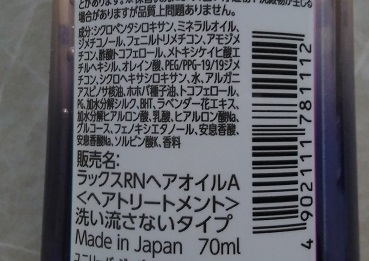 場合がありますが品質上問題ありません。
成分:シクロペンタシロキサン、ミネラルオイル、
ジメチコノール、フェニルトリメチコン、アモジメ
チコン、酢酸トコフェロール、メトキシケイヒ酸エ
チルヘキシル、オレイン酸、PEG/PPG-19/19ジメ
チコン、シクロヘキサシロキサン、水、アルガニ
アスピノサ核油、ホホバ種子油、トコフェロール、
PG、加水分解シルク、BHT、ラベンダー花エキス、
加水分解ヒアルロン酸、乳酸、ヒアルロン酸Na、
グルコース、フェノキシエタノール、安息香酸、
安息香酸Na、ソルビン酸K、香料
販売名:
ラックスRNヘアオイルA
<ヘアトリートメント>
洗い流さないタイプ
Made in Japan 70ml
4902111781112